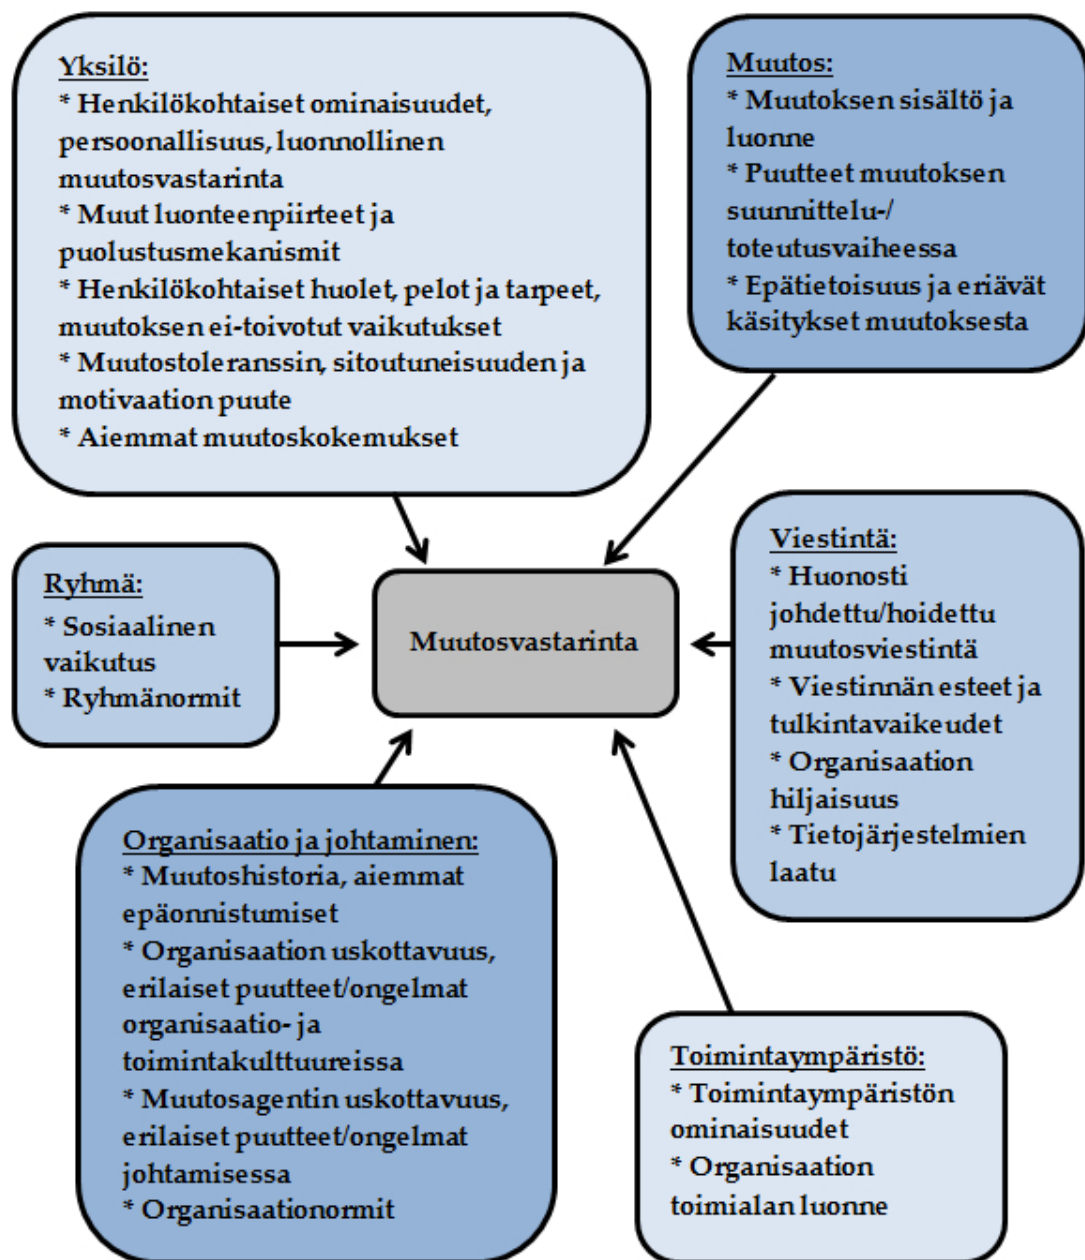 Yksilö:
* Henkilökohtaiset ominaisuudet,
persoonallisuus, luonnollinen
muutosvastarinta
* Muut luonteenpiirteet ja
puolustusmekanismit
* Henkilökohtaiset huolet, pelot ja tarpeet,
muutoksen ei-toivotut vaikutukset
* Muutostoleranssin, sitoutuneisuuden ja
motivaation puute
* Aiemmat muutoskokemukset
Muutos:
* Muutoksen sisältö ja
luonne
* Puutteet muutoksen
suunnittelu-/
toteutusvaiheessa
* Epätietoisuus ja eriävät
käsitykset muutoksesta
Ryhmä:
* Sosiaalinen
vaikutus
* Ryhmänormit
Muutosvastarinta
Viestintä:
* Huonosti
johdettu/hoidettu
muutosviestintä
* Viestinnän esteet ja
tulkintavaikeudet
* Organisaation
hiljaisuus
* Tietojärjestelmien
laatu
Organisaatio ja johtaminen:
* Muutoshistoria, aiemmat
epäonnistumiset
* Organisaation uskottavuus,
erilaiset puutteet/ongelmat
organisaatio- ja
toimintakulttuureissa
* Muutosagentin uskottavuus,
erilaiset puutteet/ongelmat
johtamisessa
* Organisaationormit
Toimintaympäristö:
* Toimintaympäristön
ominaisuudet
* Organisaation
toimialan luonne